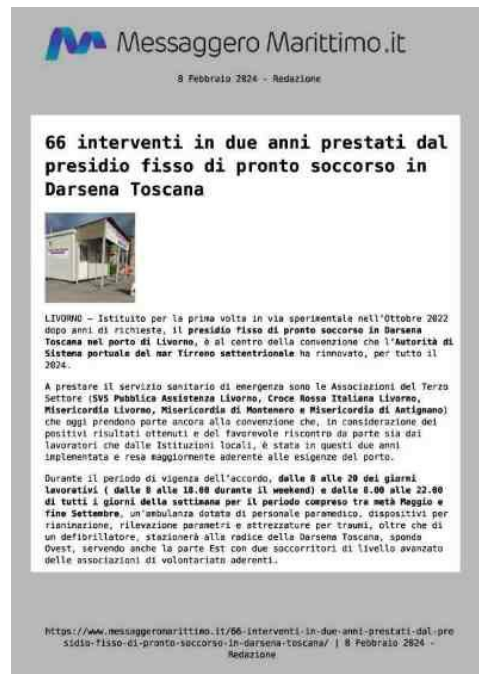 Messaggero Marittimo.it
8 Febbraio 2024 - Redazione
66 interventi in due anni prestati dal
presidio fisso di pronto soccorso in
Darsena Toscana
LIVORNO – Istituito per la prima volta in via sperimentale nell'Ottobre 2022
dopo anni di richieste, il presidio fisso di pronto soccorso in Darsena
Toscana nel porto di Livorno, è al centro della convenzione che l'Autorità di
Sistema portuale del mar Tirreno settentrionale ha rinnovato, per tutto il
2024.
A prestare il servizio sanitario di emergenza sono le Associazioni del Terzo
Settore (SVS Pubblica Assistenza Livorno, Croce Rossa Italiana Livorno,
Misericordia Livorno, Misericordia di Montenero e Misericordia di Antignano)
che oggi prendono parte ancora alla convenzione che, in considerazione dei
positivi risultati ottenuti e del favorevole riscontro da parte sia dai
lavoratori che dalle Istituzioni locali, è stata in questi due anni
implementata e resa maggiormente aderente alle esigenze del porto.
Durante il periodo di vigenza dell'accordo, dalle 8 alle 20 dei giorni
lavorativi ( dalle 8 alle 18.00 durante il weekend) e dalle 8.00 alle 22.00
di tutti i giorni della settimana per il periodo compreso tra metà Maggio e
fine Settembre, un'ambulanza dotata di personale paramedico, dispositivi per
rianimazione, rilevazione parametri e attrezzature per traumi, oltre che di
un defibrillatore, stazionerà alla radice della Darsena Toscana, sponda
Ovest, servendo anche la parte Est con due soccorritori di livello avanzato
delle associazioni di volontariato aderenti.
https://www.messaggeromarittimo.it/66-interventi-in-due-anni-prestati-dal-pre
sidio-fisso-di-pronto-soccorso-in-darsena-toscana/ | 8 Febbraio 2024 -
Redazione